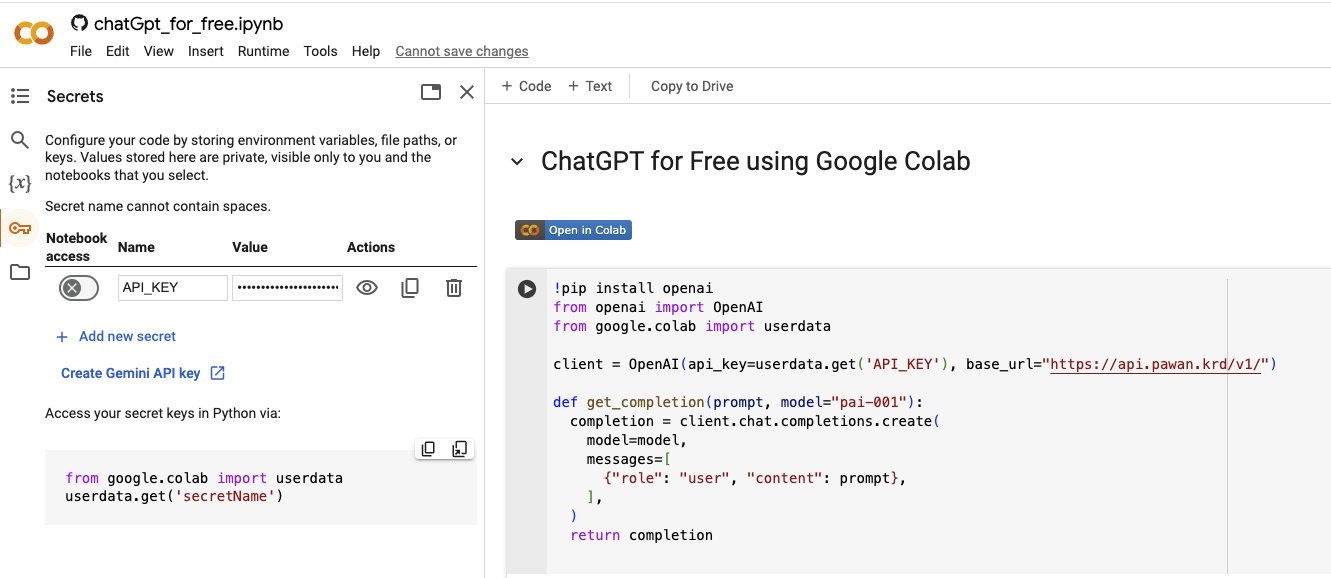 chatGpt_for_free.ipynb
File Edit View Insert Runtime Tools Help Cannot save changes
Secrets
Configure your code by storing environment variables, file paths, or
keys. Values stored here are private, visible only to you and the
notebooks that you select.
Secret name cannot contain spaces.
Notebook
access Name Value Actions
API_KEY ••••••••••••••••••••••
+ Add new secret
Create Gemini API key
Access your secret keys in Python via:
from google.colab import userdata
userdata.get('secretName')
+ Code + Text Copy to Drive
ChatGPT for Free using Google Colab
Open in Colab
!pip install openai
from openai import OpenAI
from google.colab import userdata
client = OpenAI(api_key=userdata.get('API_KEY'), base_url="https://api.pawan.krd/v1/")
def get_completion(prompt, model="pai-001"):
completion = client.chat.completions.create(
model=model,
messages=[
{"role": "user", "content": prompt},
],
)
return completion